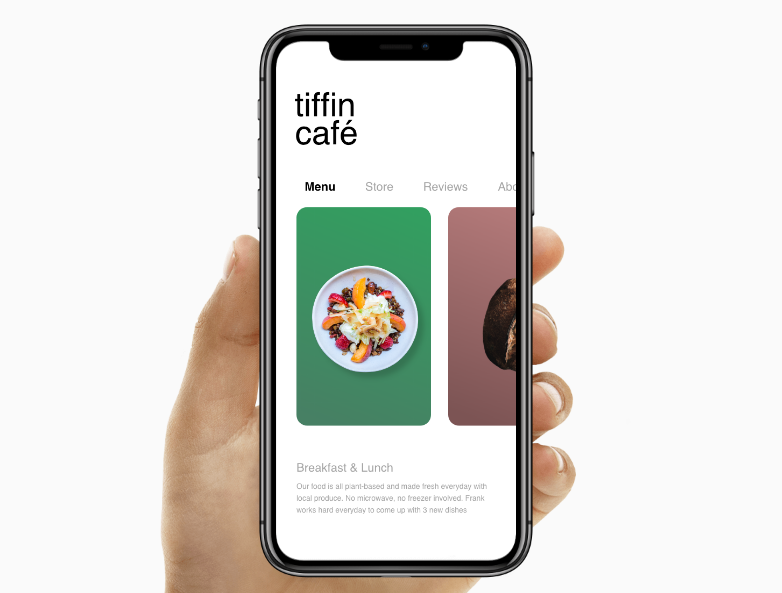 tiffin
café
Menu Store Reviews Abo
Breakfast & Lunch
Our food is all plant-based and made fresh everyday with
local produce. No microwave, no freezer involved. Frank
works hard everyday to come up with 3 new dishes